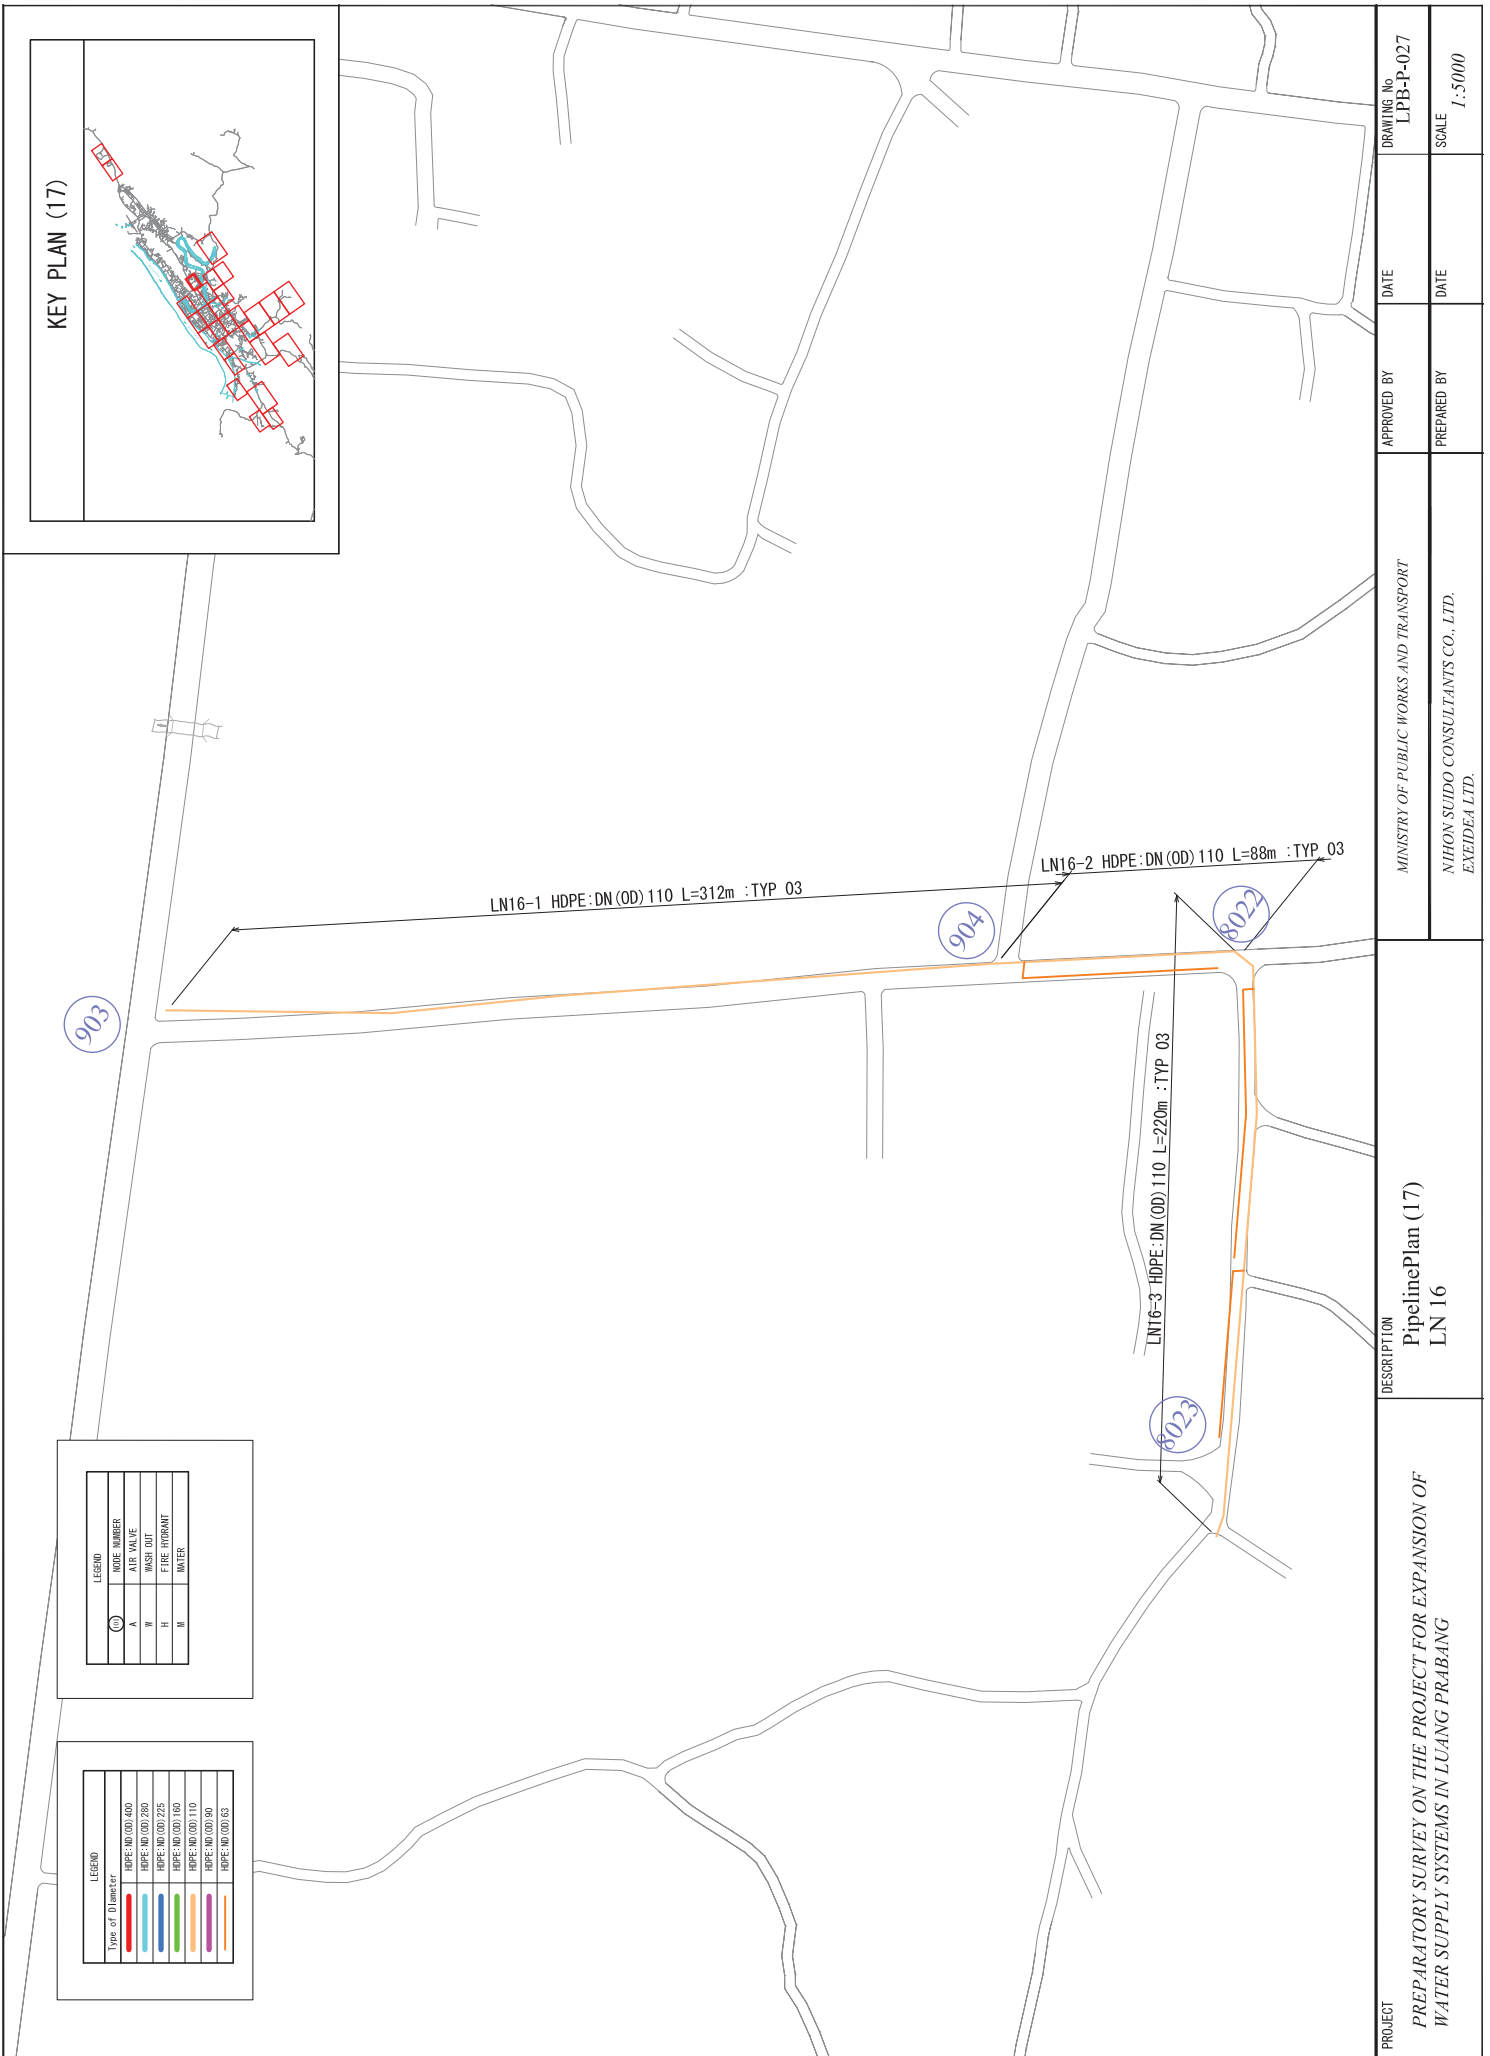 KEY PLAN (17)
903
LN16-1 HDPE:DN(OD)110 L=312m :TYP 03
904
LN16-2 HDPE:DN(OD)110 L=88m :TYP 03
8022
LN16-3 HDPE:DN(OD)110 L=220m :TYP 03
8023
LEGEND
101 NODE NUMBER
A AIR VALVE
W WASH OUT
H FIRE HYDRANT
M MATER
LEGEND
Type of Diameter
HDPE:ND(OD)400
HDPE:ND(OD)280
HDPE:ND(OD)225
HDPE:ND(OD)160
HDPE:ND(OD)110
HDPE:ND(OD)90
HDPE:ND(OD)63
PROJECT
PREPARATORY SURVEY ON THE PROJECT FOR EXPANSION OF
WATER SUPPLY SYSTEMS IN LUANG PRABANG
DESCRIPTION
PipelinePlan (17)
LN 16
MINISTRY OF PUBLIC WORKS AND TRANSPORT
NIHON SUIDO CONSULTANTS CO., LTD.
EXEIDEA LTD.
APPROVED BY
DATE
DRAWING No
LPB-P-027
PREPARED BY
DATE
SCALE
1:5000